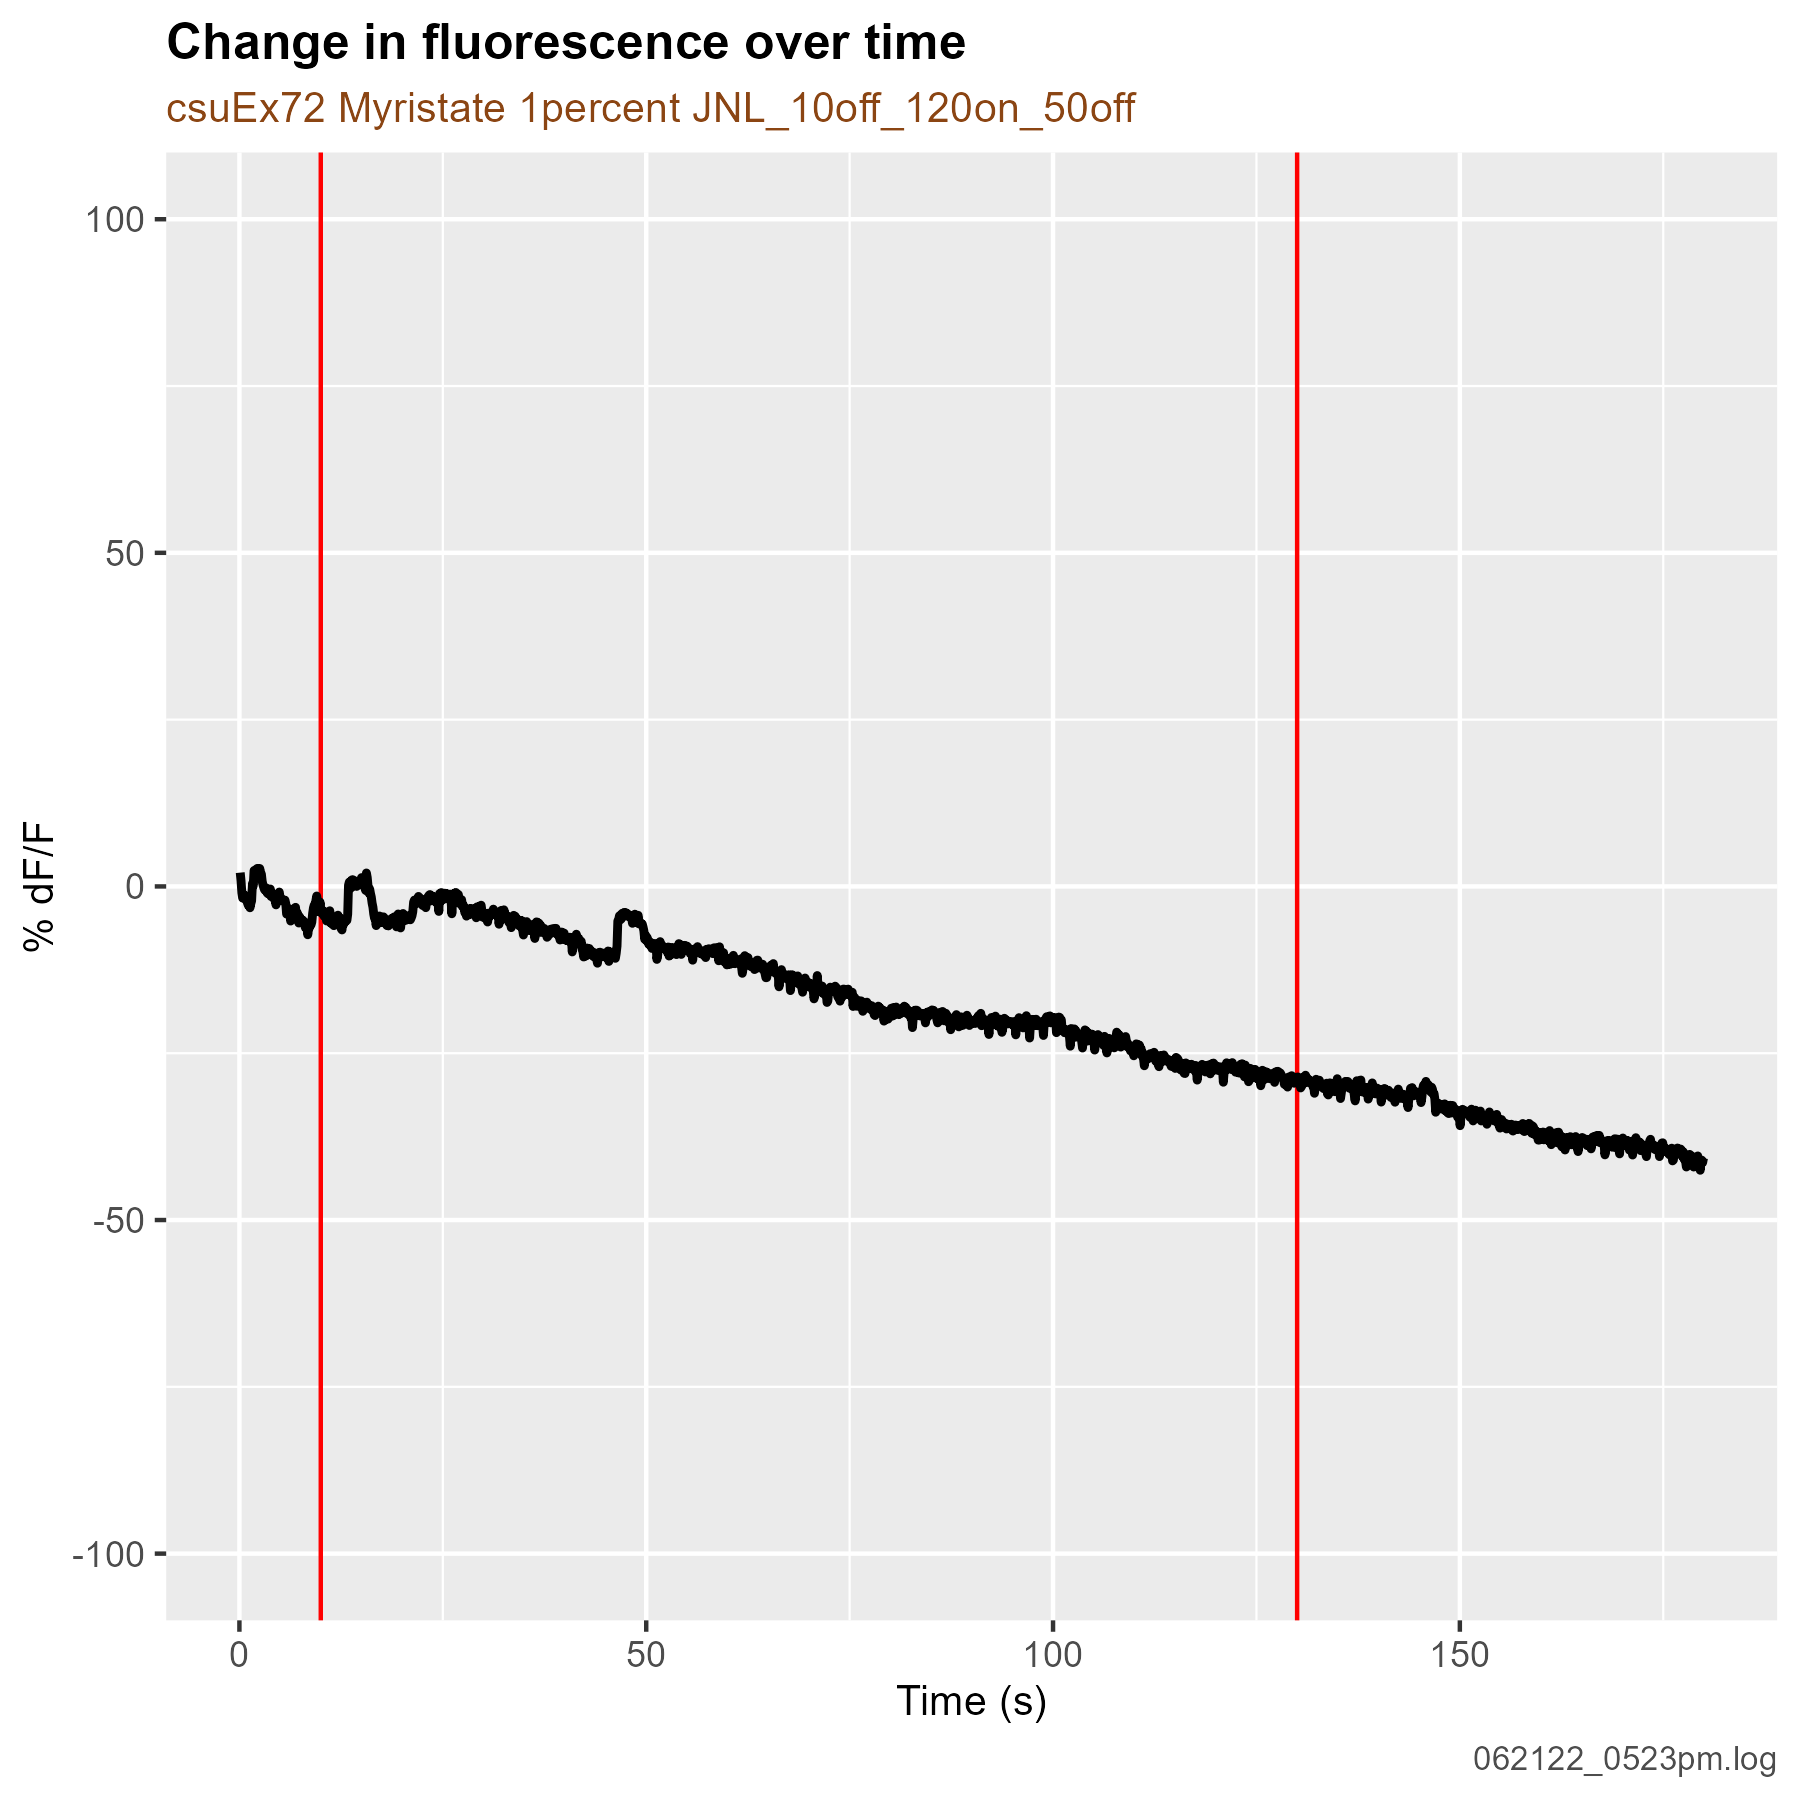 Change in fluorescence over time
csuEx72 Myristate 1percent JNL_10off_120on_50off
100
50
0
-50
-100
% dF/F
0 50 100 150
Time (s)
062122_0523pm.log